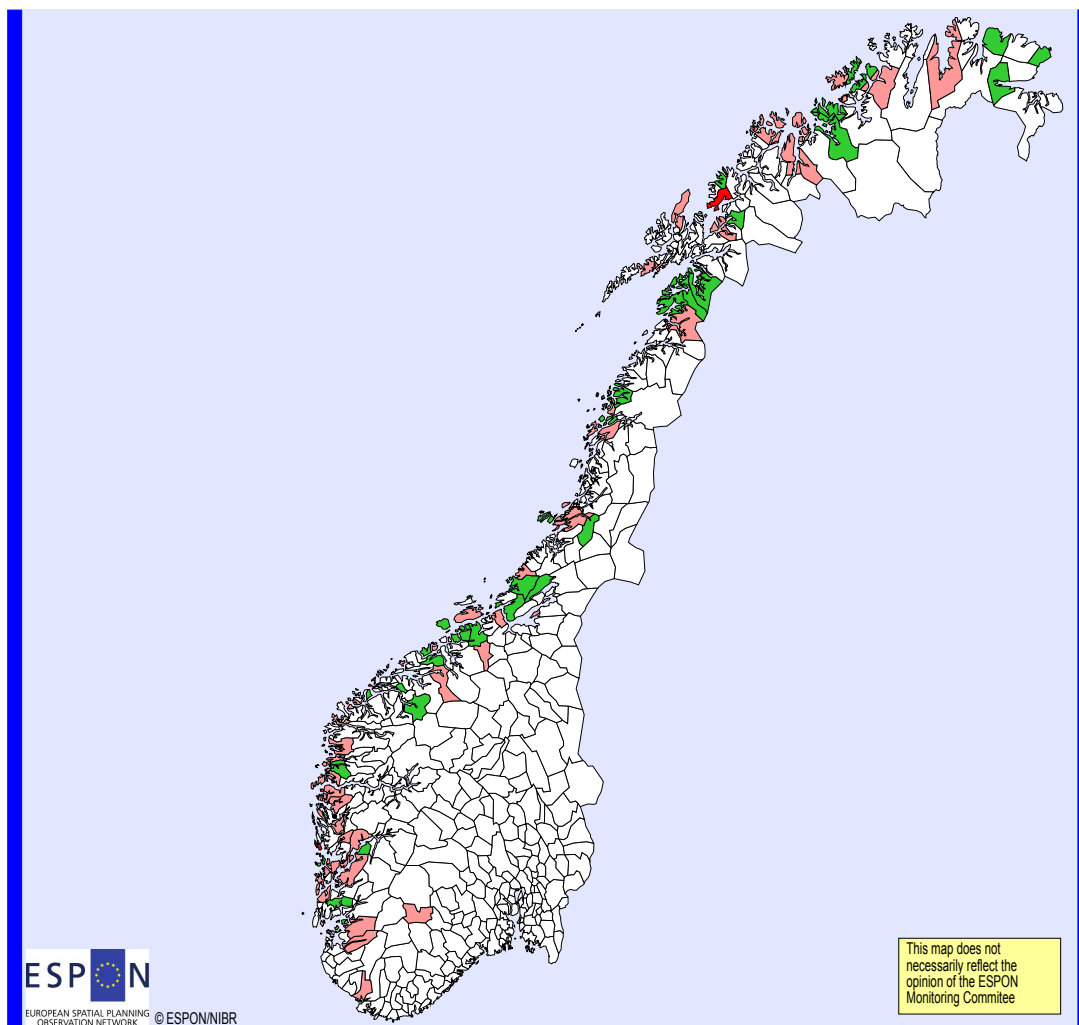 This map does not
necessarily reflect the
opinion of the ESPON
Monitoring Commitee
ESPON
EUROPEAN SPATIAL PLANNING
OBSERVATION NETWORK
© ESPON/NIBR